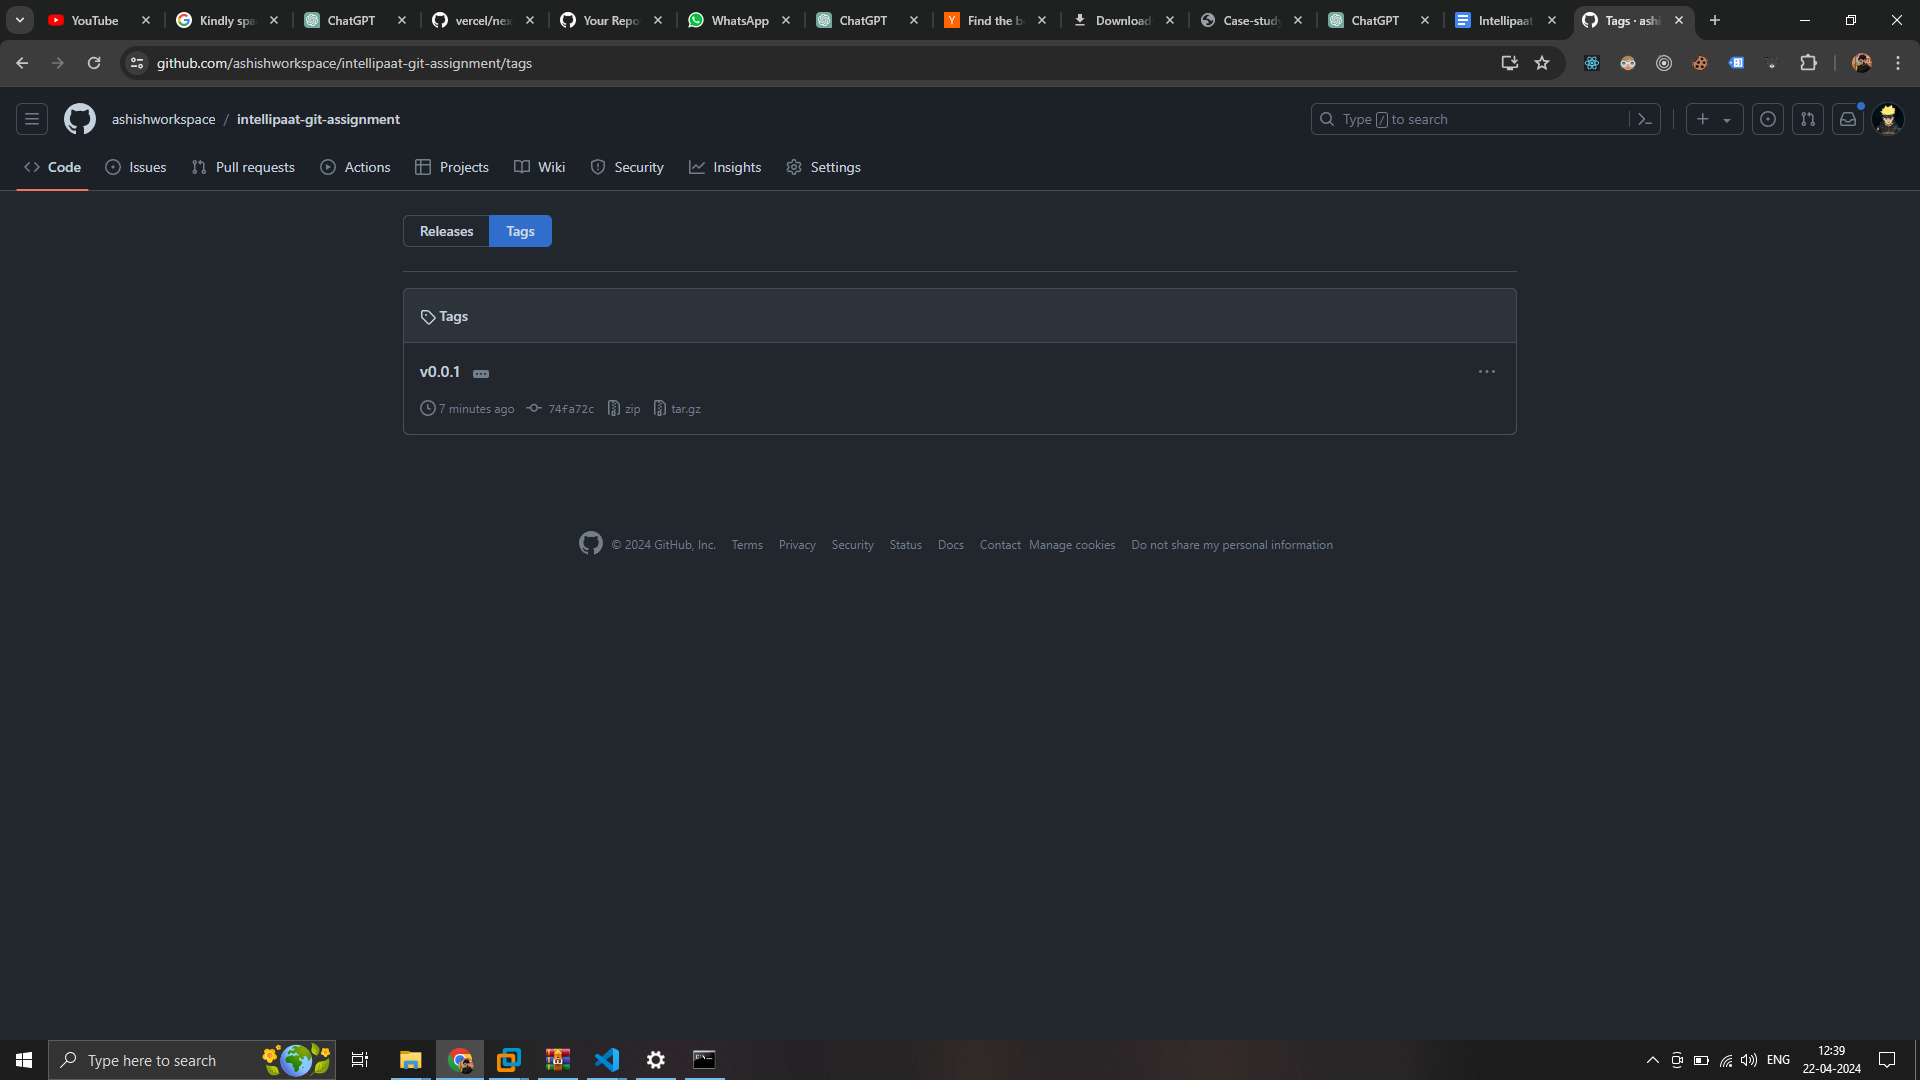 YouTube
Kindly spa
ChatGPT
vercel/nex
Your Repo
WhatsApp
ChatGPT
Find the b
Download
Case-study
ChatGPT
Intellipaat
Tags · ashi
github.com/ashishworkspace/intellipaat-git-assignment/tags
ashishworkspace / intellipaat-git-assignment
Type / to search
Code
Issues
Pull requests
Actions
Projects
Wiki
Security
Insights
Settings
Releases
Tags
Tags
v0.0.1
7 minutes ago
74fa72c
zip
tar.gz
© 2024 GitHub, Inc.
Terms
Privacy
Security
Status
Docs
Contact
Manage cookies
Do not share my personal information
Type here to search
ENG
12:39
22-04-2024